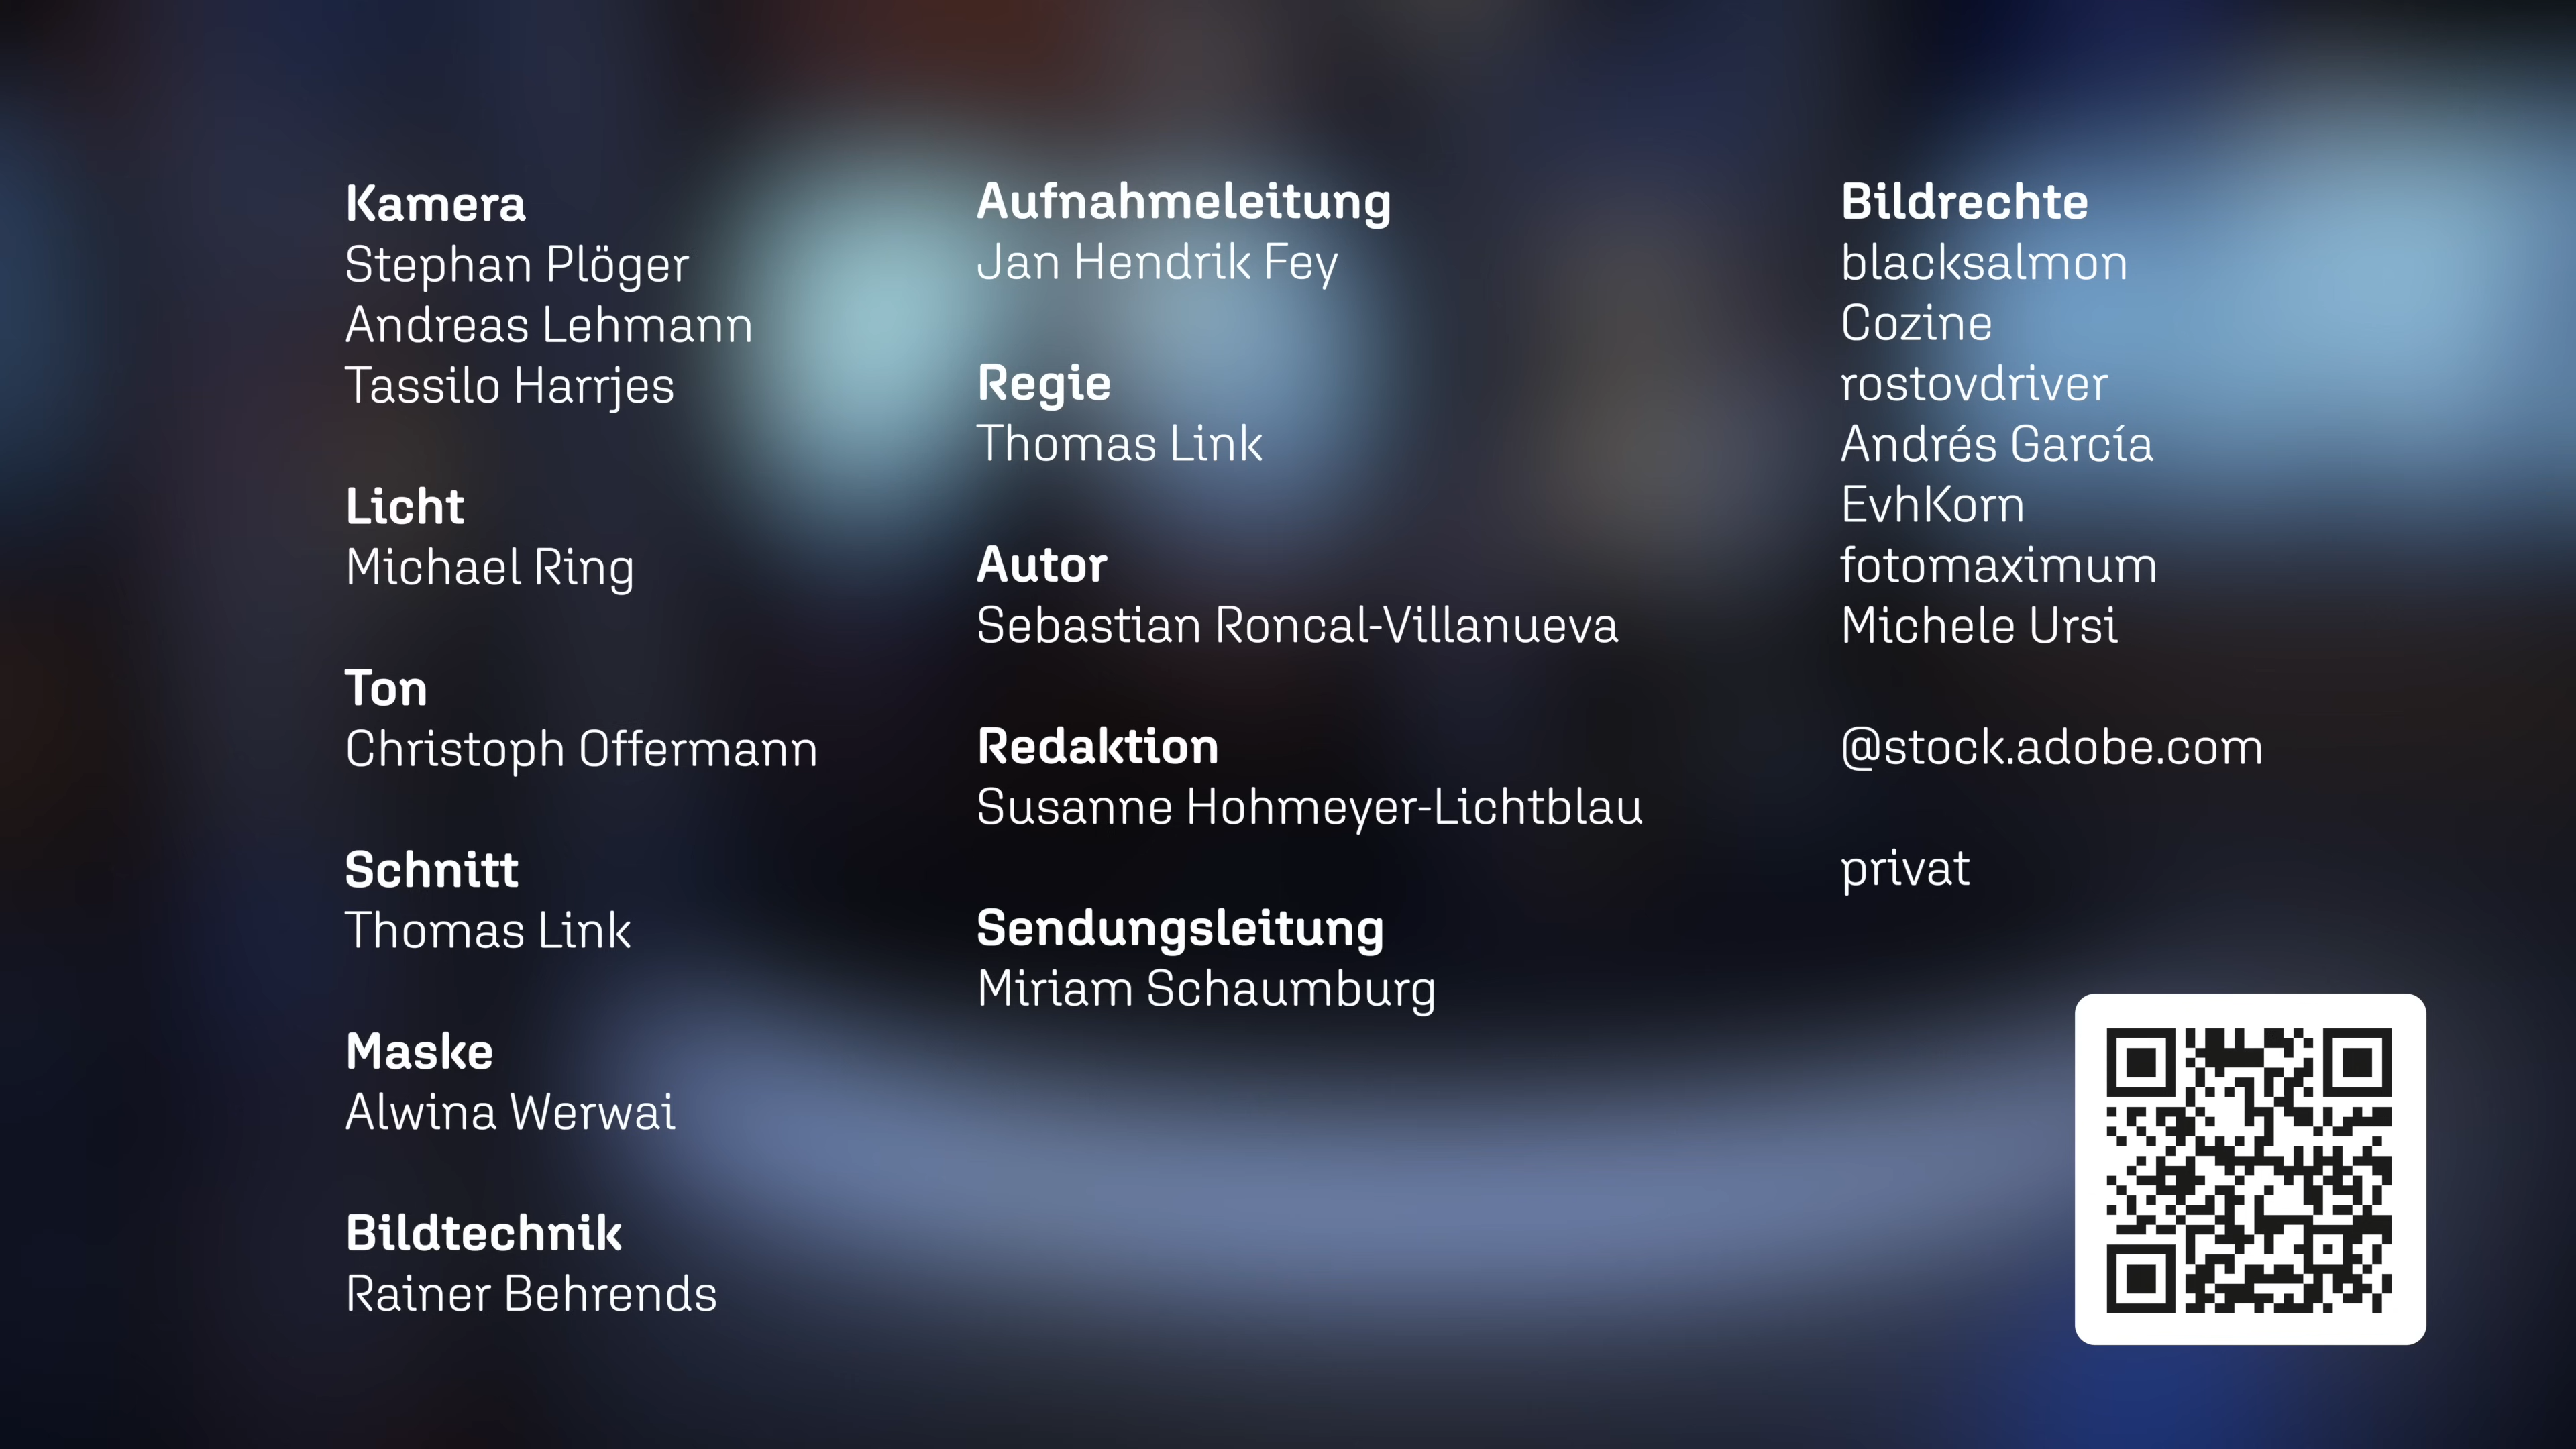 Kamera
Stephan Plöger
Andreas Lehmann
Tassilo Harrjes
Licht
Michael Ring
Ton
Christoph Offermann
Schnitt
Thomas Link
Maske
Alwina Werwai
Bildtechnik
Rainer Behrends
Aufnahmeleitung
Jan Hendrik Fey
Regie
Thomas Link
Autor
Sebastian Roncal-Villanueva
Redaktion
Susanne Hohmeyer-Lichtblau
Sendungsleitung
Miriam Schaumburg
Bildrechte
blacksalmon
Cozine
rostovdriver
Andrés García
EvhKorn
fotomaximum
Michele Ursi
@stock.adobe.com
privat